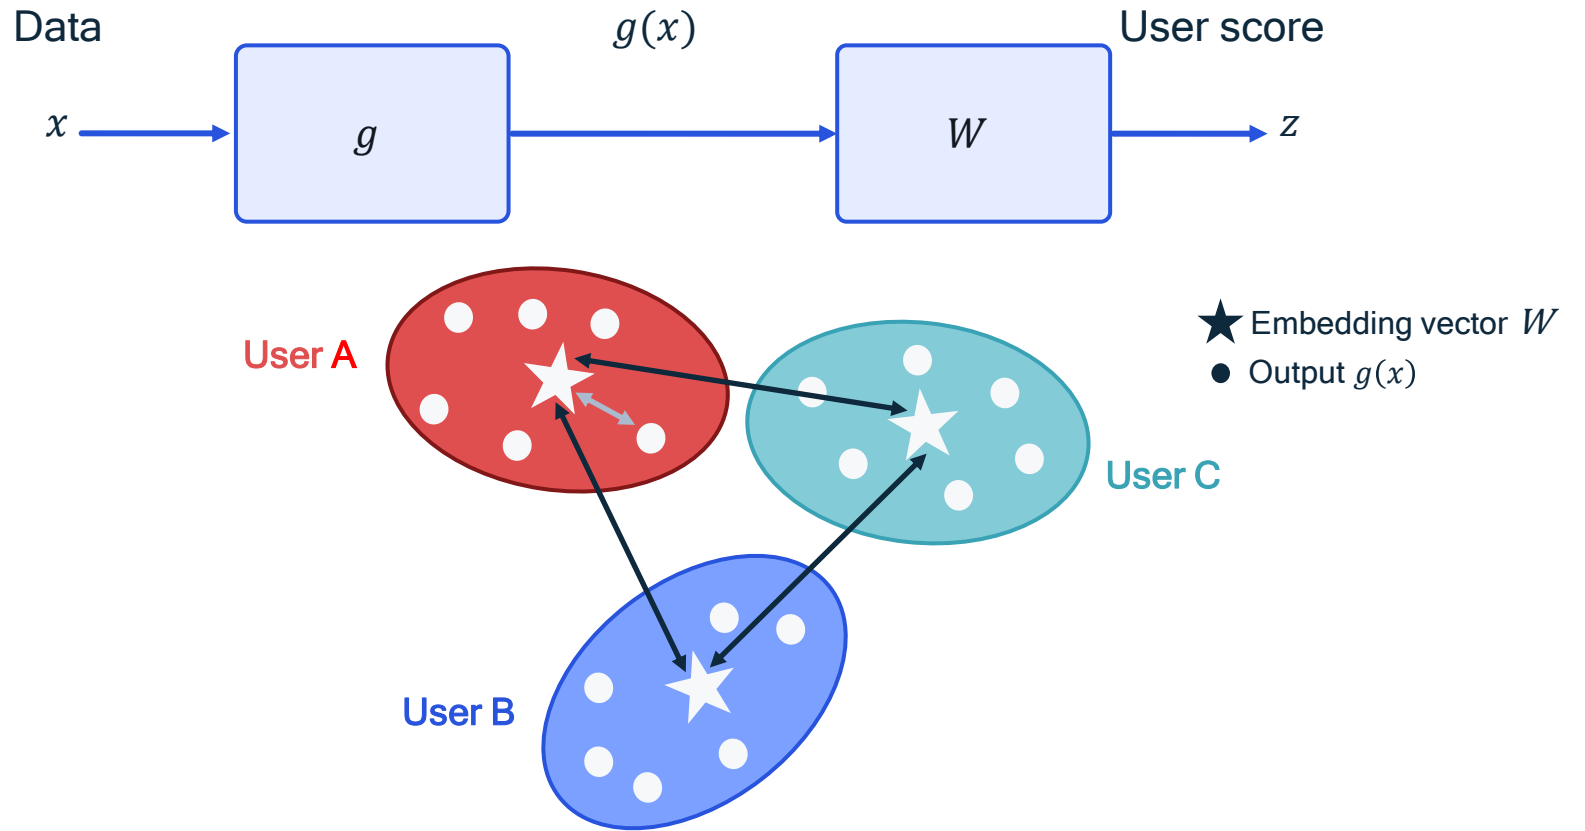 Data
g(x)
User score
x
g
W
z
User A
Embedding vector W
Output g(x)
User C
User B